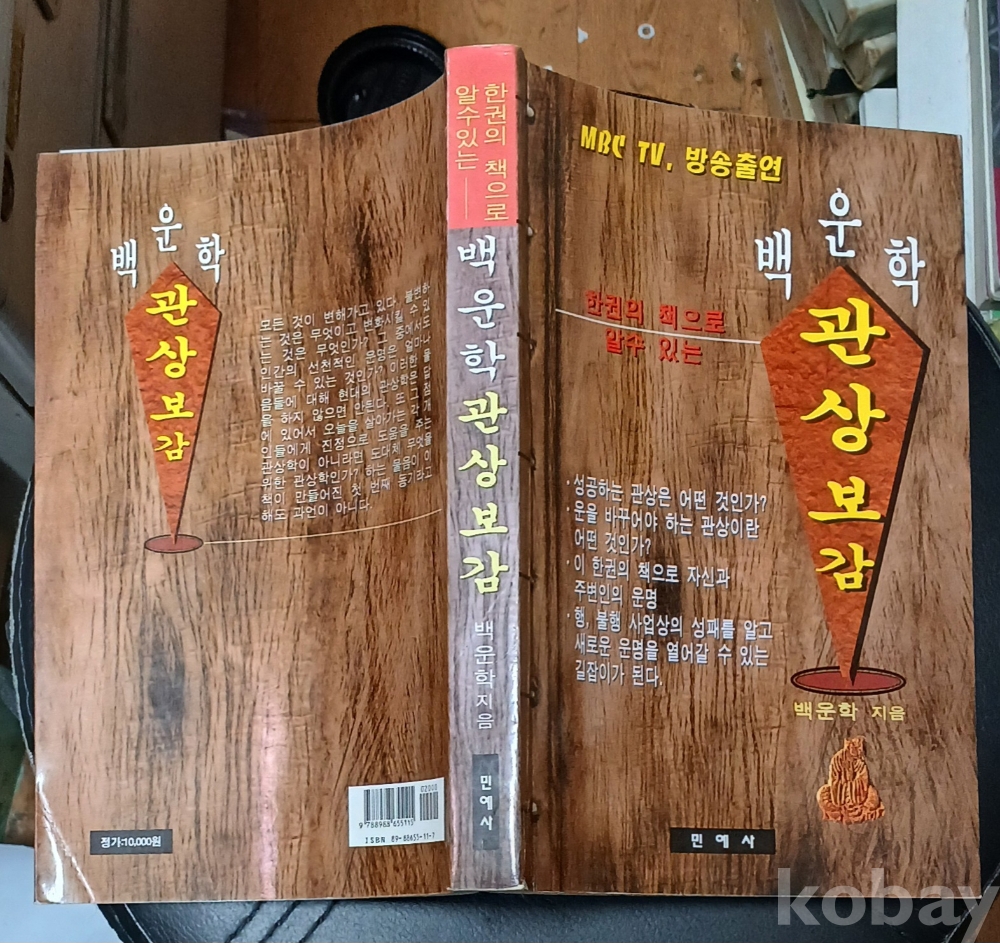 백운학
관상보감
모든 것이 변해가고 있다. 불변하
는 것은 무엇이고 변화시킬 수 있
는 것은 무엇인가? 그 중에서도
인간의 선천적인 운명은 얼마나
바꿀 수 있는 것인가? 이러한 물
음들에 대해 현대의 관상학은 답
을 하지 않으면 안된다. 또 그 점
에 있어서 오늘을 살아가는 각 개
인들에게 진정으로 도움을 주는
관상학이 아니라면 도대체 무엇을
위한 관상학인가? 하는 물음이 이
책이 만들어진 첫 번째 동기라고
해도 과언이 아니다.
정가:10,000원
02000
9 788988 655115
ISBN 89-88655-11-7
한권의 책으로
알수있는
백운학관상보감
백운학지음
민예사
MBC TV, 방송출연
백운학
한권의 책으로
알수 있는
관상보감
· 성공하는 관상은 어떤 것인가?
· 운을 바꾸어야 하는 관상이란
어떤 것인가?
· 이 한권의 책으로 자신과
주변인의 운명
· 행, 불행 사업상의 성패를 알고
새로운 운명을 열어갈 수 있는
길잡이가 된다.
백운학 지음
민예사
kobay